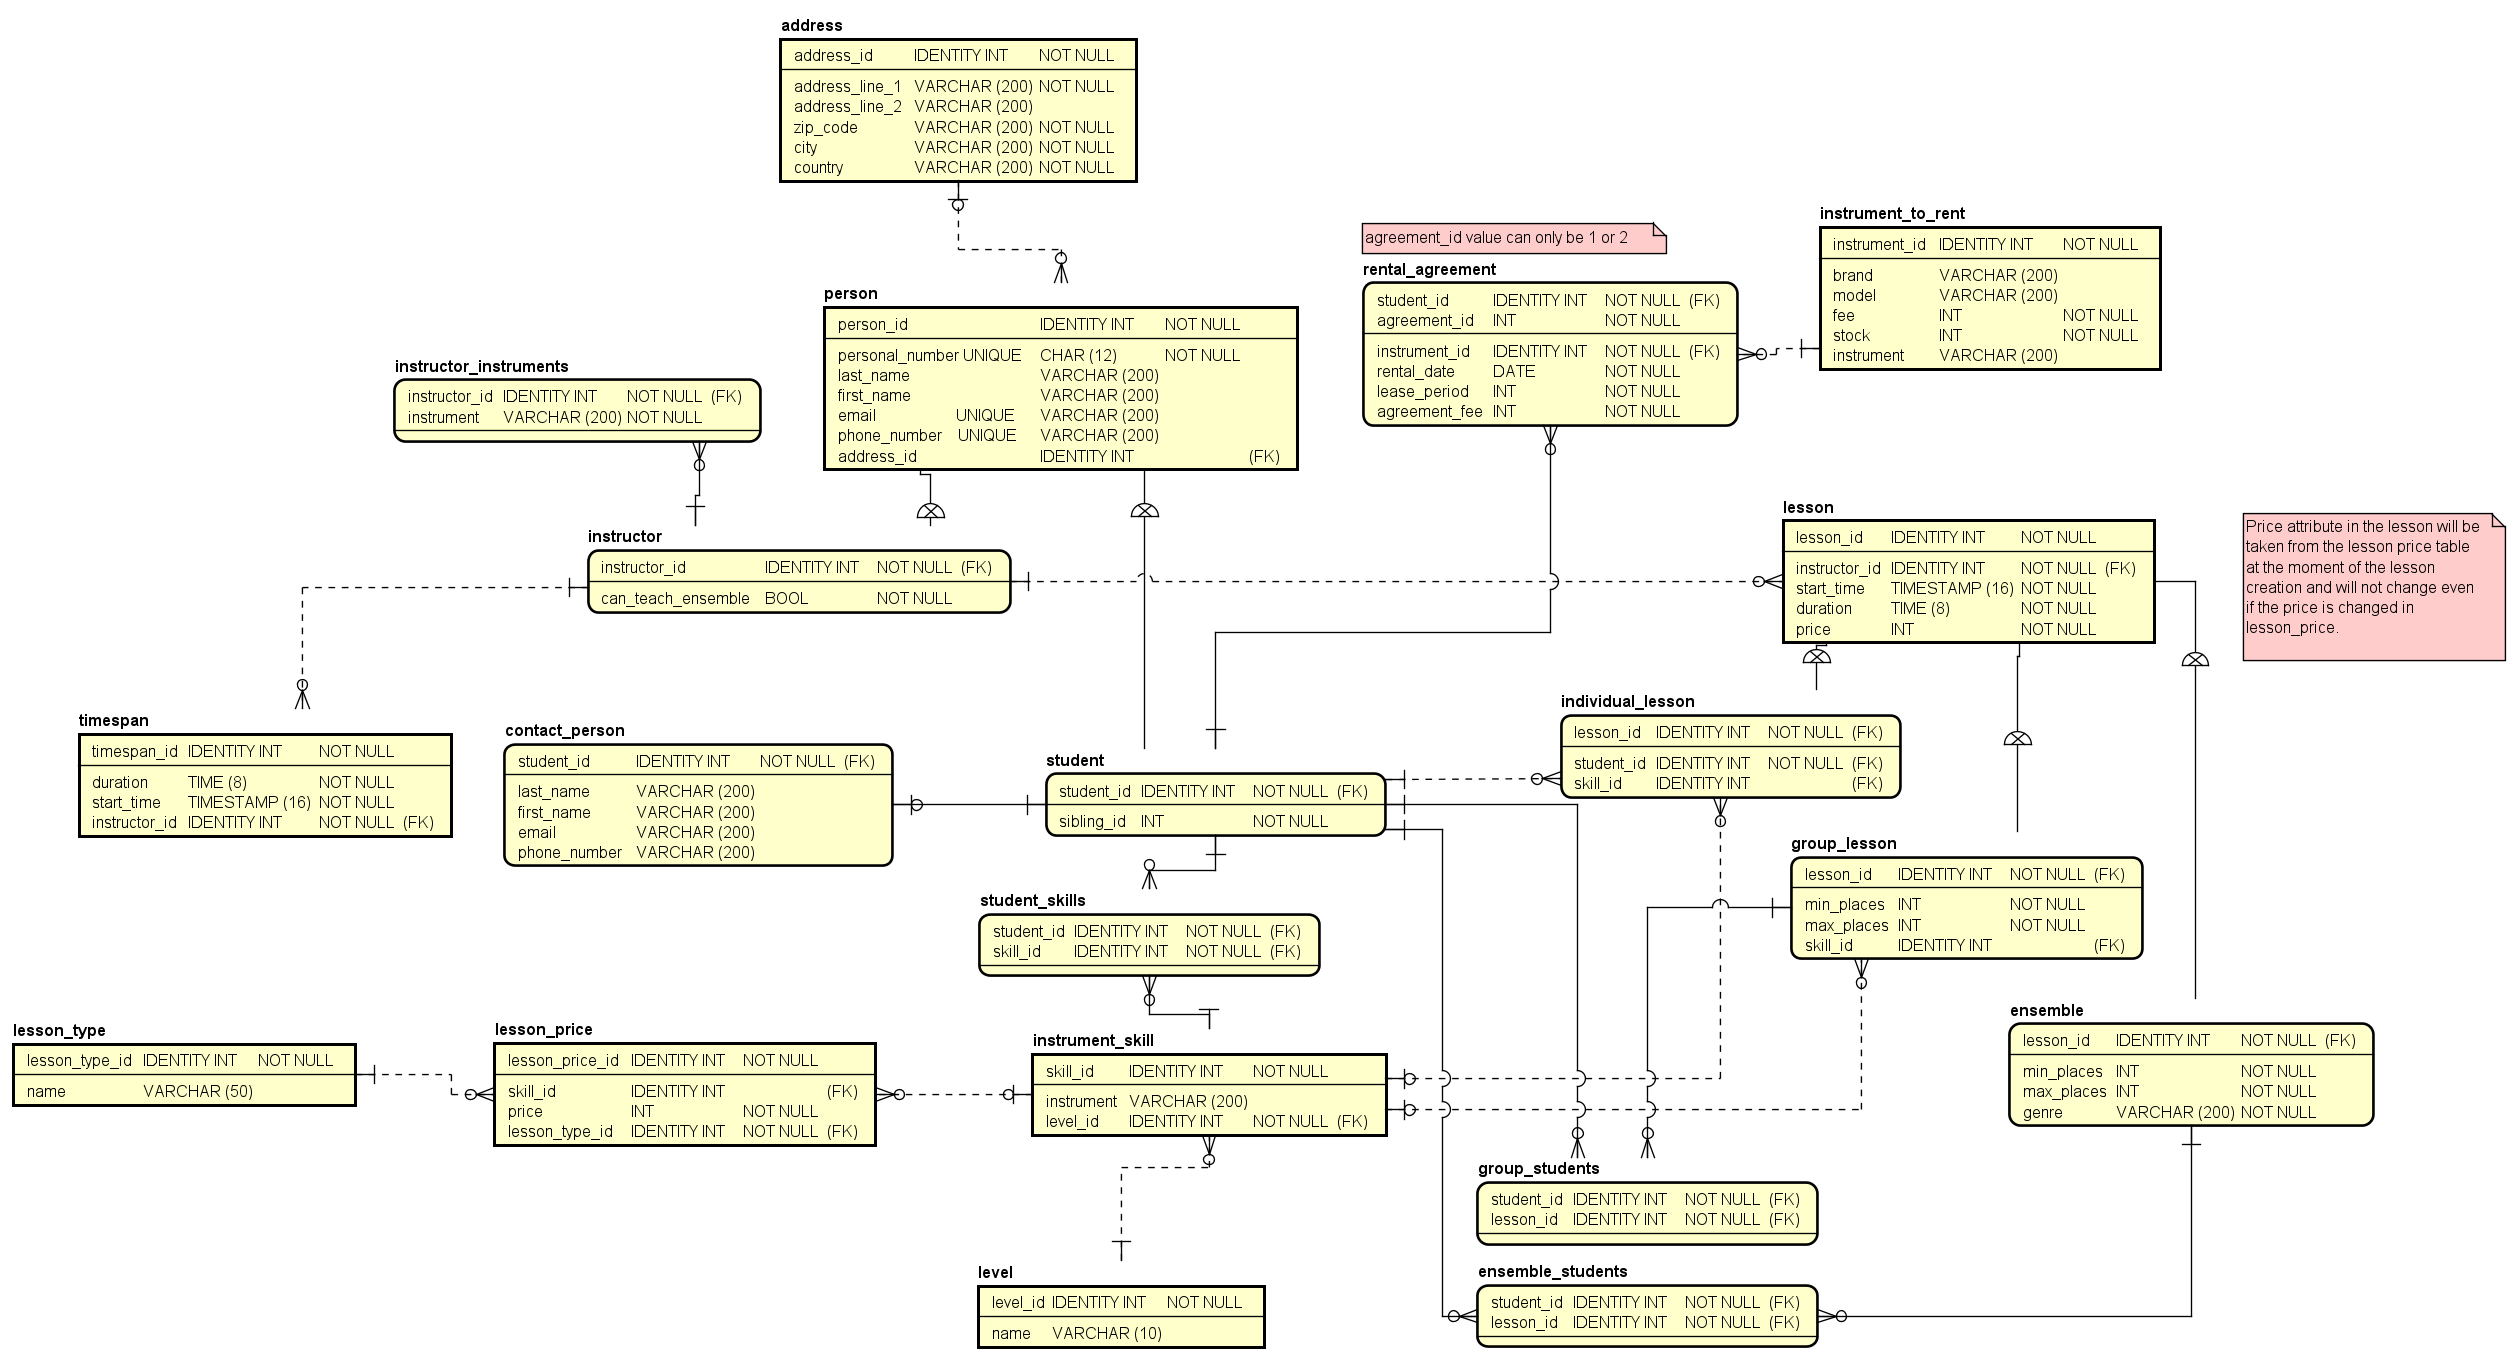 address
address_id IDENTITY INT NOT NULL
address_line_1 VARCHAR (200) NOT NULL
address_line_2 VARCHAR (200)
zip_code VARCHAR (200) NOT NULL
city VARCHAR (200) NOT NULL
country VARCHAR (200) NOT NULL
person
person_id IDENTITY INT NOT NULL
personal_number UNIQUE CHAR (12) NOT NULL
last_name VARCHAR (200)
first_name VARCHAR (200)
email UNIQUE VARCHAR (200)
phone_number UNIQUE VARCHAR (200)
address_id IDENTITY INT (FK)
agreement_id value can only be 1 or 2
rental_agreement
student_id IDENTITY INT NOT NULL (FK)
agreement_id INT NOT NULL
instrument_id IDENTITY INT NOT NULL (FK)
rental_date DATE NOT NULL
lease_period INT NOT NULL
agreement_fee INT NOT NULL
instrument_to_rent
instrument_id IDENTITY INT NOT NULL
brand VARCHAR (200)
model VARCHAR (200)
fee INT NOT NULL
stock INT NOT NULL
instrument VARCHAR (200)
instructor_instruments
instructor_id IDENTITY INT NOT NULL (FK)
instrument VARCHAR (200) NOT NULL
instructor
instructor_id IDENTITY INT NOT NULL (FK)
can_teach_ensemble BOOL NOT NULL
lesson
lesson_id IDENTITY INT NOT NULL
instructor_id IDENTITY INT NOT NULL (FK)
start_time TIMESTAMP (16) NOT NULL
duration TIME (8) NOT NULL
price INT NOT NULL
Price attribute in the lesson will be
taken from the lesson price table
at the moment of the lesson
creation and will not change even
if the price is changed in
lesson_price.
timespan
timespan_id IDENTITY INT NOT NULL
duration TIME (8) NOT NULL
start_time TIMESTAMP (16) NOT NULL
instructor_id IDENTITY INT NOT NULL (FK)
contact_person
student_id IDENTITY INT NOT NULL (FK)
last_name VARCHAR (200)
first_name VARCHAR (200)
email VARCHAR (200)
phone_number VARCHAR (200)
student
student_id IDENTITY INT NOT NULL (FK)
sibling_id INT NOT NULL
individual_lesson
lesson_id IDENTITY INT NOT NULL (FK)
student_id IDENTITY INT NOT NULL (FK)
skill_id IDENTITY INT (FK)
group_lesson
lesson_id IDENTITY INT NOT NULL (FK)
min_places INT NOT NULL
max_places INT NOT NULL
skill_id IDENTITY INT (FK)
student_skills
student_id IDENTITY INT NOT NULL (FK)
skill_id IDENTITY INT NOT NULL (FK)
lesson_type
lesson_type_id IDENTITY INT NOT NULL
name VARCHAR (50)
lesson_price
lesson_price_id IDENTITY INT NOT NULL
skill_id IDENTITY INT (FK)
price INT NOT NULL
lesson_type_id IDENTITY INT NOT NULL (FK)
instrument_skill
skill_id IDENTITY INT NOT NULL
instrument VARCHAR (200)
level_id IDENTITY INT NOT NULL (FK)
ensemble
lesson_id IDENTITY INT NOT NULL (FK)
min_places INT NOT NULL
max_places INT NOT NULL
genre VARCHAR (200) NOT NULL
group_students
student_id IDENTITY INT NOT NULL (FK)
lesson_id IDENTITY INT NOT NULL (FK)
level
level_id IDENTITY INT NOT NULL
name VARCHAR (10)
ensemble_students
student_id IDENTITY INT NOT NULL (FK)
lesson_id IDENTITY INT NOT NULL (FK)